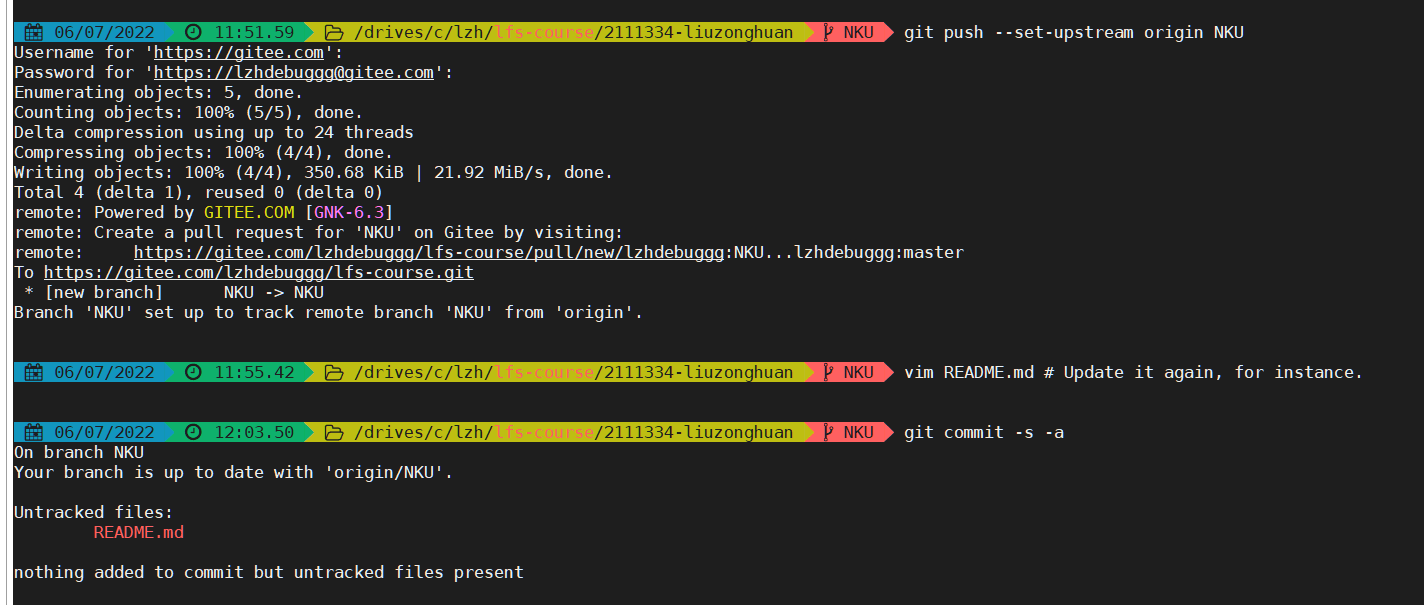 06/07/2022 11:51.59 /drives/c/lzh/lfs-course/2111334-liuzonghuan NKU git push --set-upstream origin NKU
Username for 'https://gitee.com':
Password for 'https://lzhdebuggg@gitee.com':
Enumerating objects: 5, done.
Counting objects: 100% (5/5), done.
Delta compression using up to 24 threads
Compressing objects: 100% (4/4), done.
Writing objects: 100% (4/4), 350.68 KiB | 21.92 MiB/s, done.
Total 4 (delta 1), reused 0 (delta 0)
remote: Powered by GITEE.COM [GNK-6.3]
remote: Create a pull request for 'NKU' on Gitee by visiting:
remote:     https://gitee.com/lzhdebuggg/lfs-course/pull/new/lzhdebuggg:NKU...lzhdebuggg:master
To https://gitee.com/lzhdebuggg/lfs-course.git
 * [new branch]      NKU -> NKU
Branch 'NKU' set up to track remote branch 'NKU' from 'origin'.
06/07/2022 11:55.42 /drives/c/lzh/lfs-course/2111334-liuzonghuan NKU vim README.md # Update it again, for instance.
06/07/2022 12:03.50 /drives/c/lzh/lfs-course/2111334-liuzonghuan NKU git commit -s -a
On branch NKU
Your branch is up to date with 'origin/NKU'.
Untracked files:
        README.md
nothing added to commit but untracked files present